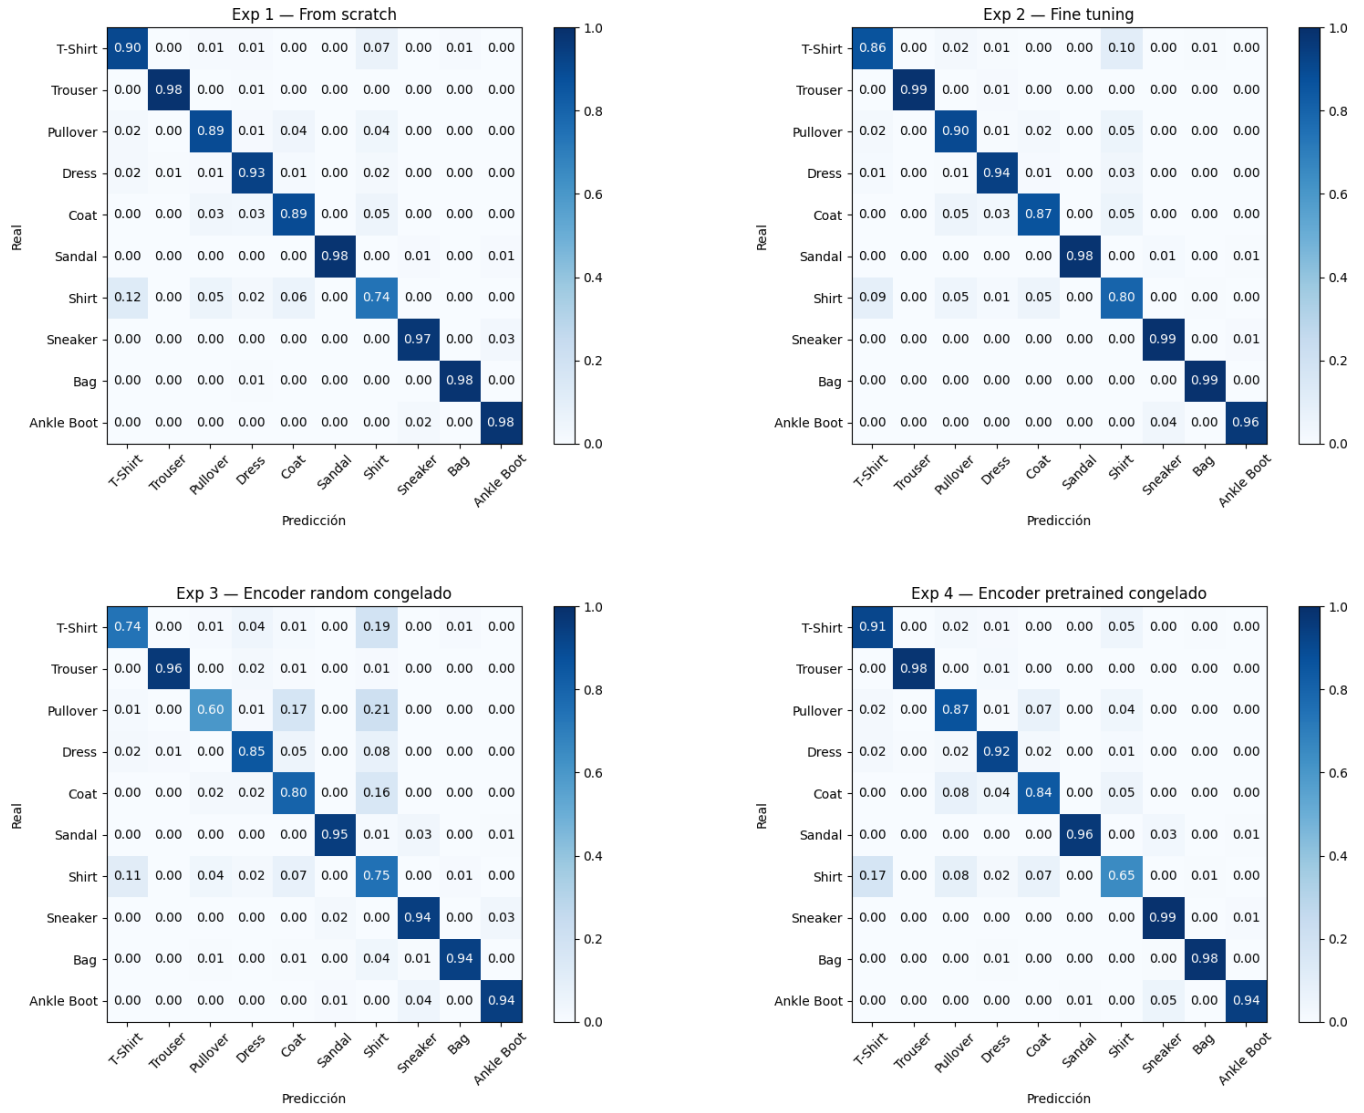 Exp 1 — From scratch
T-Shirt 0.90 0.00 0.01 0.01 0.00 0.00 0.07 0.00 0.01 0.00
Trouser 0.00 0.98 0.00 0.01 0.00 0.00 0.00 0.00 0.00 0.00
Pullover 0.02 0.00 0.89 0.01 0.04 0.00 0.04 0.00 0.00 0.00
Dress 0.02 0.01 0.01 0.93 0.01 0.00 0.02 0.00 0.00 0.00
Coat 0.00 0.00 0.03 0.03 0.89 0.00 0.05 0.00 0.00 0.00
Sandal 0.00 0.00 0.00 0.00 0.00 0.98 0.00 0.01 0.00 0.01
Shirt 0.12 0.00 0.05 0.02 0.06 0.00 0.74 0.00 0.00 0.00
Sneaker 0.00 0.00 0.00 0.00 0.00 0.00 0.00 0.97 0.00 0.03
Bag 0.00 0.00 0.00 0.01 0.00 0.00 0.00 0.00 0.98 0.00
Ankle Boot 0.00 0.00 0.00 0.00 0.00 0.00 0.00 0.02 0.00 0.98
Real
T-Shirt Trouser Pullover Dress Coat Sandal Shirt Sneaker Bag Ankle Boot
Predicción
1.0
0.8
0.6
0.4
0.2
0.0
Exp 2 — Fine tuning
T-Shirt 0.86 0.00 0.02 0.01 0.00 0.00 0.10 0.00 0.01 0.00
Trouser 0.00 0.99 0.00 0.01 0.00 0.00 0.00 0.00 0.00 0.00
Pullover 0.02 0.00 0.90 0.01 0.02 0.00 0.05 0.00 0.00 0.00
Dress 0.01 0.00 0.01 0.94 0.01 0.00 0.03 0.00 0.00 0.00
Coat 0.00 0.00 0.05 0.03 0.87 0.00 0.05 0.00 0.00 0.00
Sandal 0.00 0.00 0.00 0.00 0.00 0.98 0.00 0.01 0.00 0.01
Shirt 0.09 0.00 0.05 0.01 0.05 0.00 0.80 0.00 0.00 0.00
Sneaker 0.00 0.00 0.00 0.00 0.00 0.00 0.00 0.99 0.00 0.01
Bag 0.00 0.00 0.00 0.00 0.00 0.00 0.00 0.00 0.99 0.00
Ankle Boot 0.00 0.00 0.00 0.00 0.00 0.00 0.00 0.04 0.00 0.96
Real
T-Shirt Trouser Pullover Dress Coat Sandal Shirt Sneaker Bag Ankle Boot
Predicción
1.0
0.8
0.6
0.4
0.2
0.0
Exp 3 — Encoder random congelado
T-Shirt 0.74 0.00 0.01 0.04 0.01 0.00 0.19 0.00 0.01 0.00
Trouser 0.00 0.96 0.00 0.02 0.01 0.00 0.01 0.00 0.00 0.00
Pullover 0.01 0.00 0.60 0.01 0.17 0.00 0.21 0.00 0.00 0.00
Dress 0.02 0.01 0.00 0.85 0.05 0.00 0.08 0.00 0.00 0.00
Coat 0.00 0.00 0.02 0.02 0.80 0.00 0.16 0.00 0.00 0.00
Sandal 0.00 0.00 0.00 0.00 0.00 0.95 0.01 0.03 0.00 0.01
Shirt 0.11 0.00 0.04 0.02 0.07 0.00 0.75 0.00 0.01 0.00
Sneaker 0.00 0.00 0.00 0.00 0.00 0.02 0.00 0.94 0.00 0.03
Bag 0.00 0.00 0.01 0.00 0.01 0.00 0.04 0.01 0.94 0.00
Ankle Boot 0.00 0.00 0.00 0.00 0.00 0.01 0.00 0.04 0.00 0.94
Real
T-Shirt Trouser Pullover Dress Coat Sandal Shirt Sneaker Bag Ankle Boot
Predicción
1.0
0.8
0.6
0.4
0.2
0.0
Exp 4 — Encoder pretrained congelado
T-Shirt 0.91 0.00 0.02 0.01 0.00 0.00 0.05 0.00 0.00 0.00
Trouser 0.00 0.98 0.00 0.01 0.00 0.00 0.00 0.00 0.00 0.00
Pullover 0.02 0.00 0.87 0.01 0.07 0.00 0.04 0.00 0.00 0.00
Dress 0.02 0.00 0.02 0.92 0.02 0.00 0.01 0.00 0.00 0.00
Coat 0.00 0.00 0.08 0.04 0.84 0.00 0.05 0.00 0.00 0.00
Sandal 0.00 0.00 0.00 0.00 0.00 0.96 0.00 0.03 0.00 0.01
Shirt 0.17 0.00 0.08 0.02 0.07 0.00 0.65 0.00 0.01 0.00
Sneaker 0.00 0.00 0.00 0.00 0.00 0.00 0.00 0.99 0.00 0.01
Bag 0.00 0.00 0.00 0.01 0.00 0.00 0.00 0.00 0.98 0.00
Ankle Boot 0.00 0.00 0.00 0.00 0.00 0.01 0.00 0.05 0.00 0.94
Real
T-Shirt Trouser Pullover Dress Coat Sandal Shirt Sneaker Bag Ankle Boot
Predicción
1.0
0.8
0.6
0.4
0.2
0.0